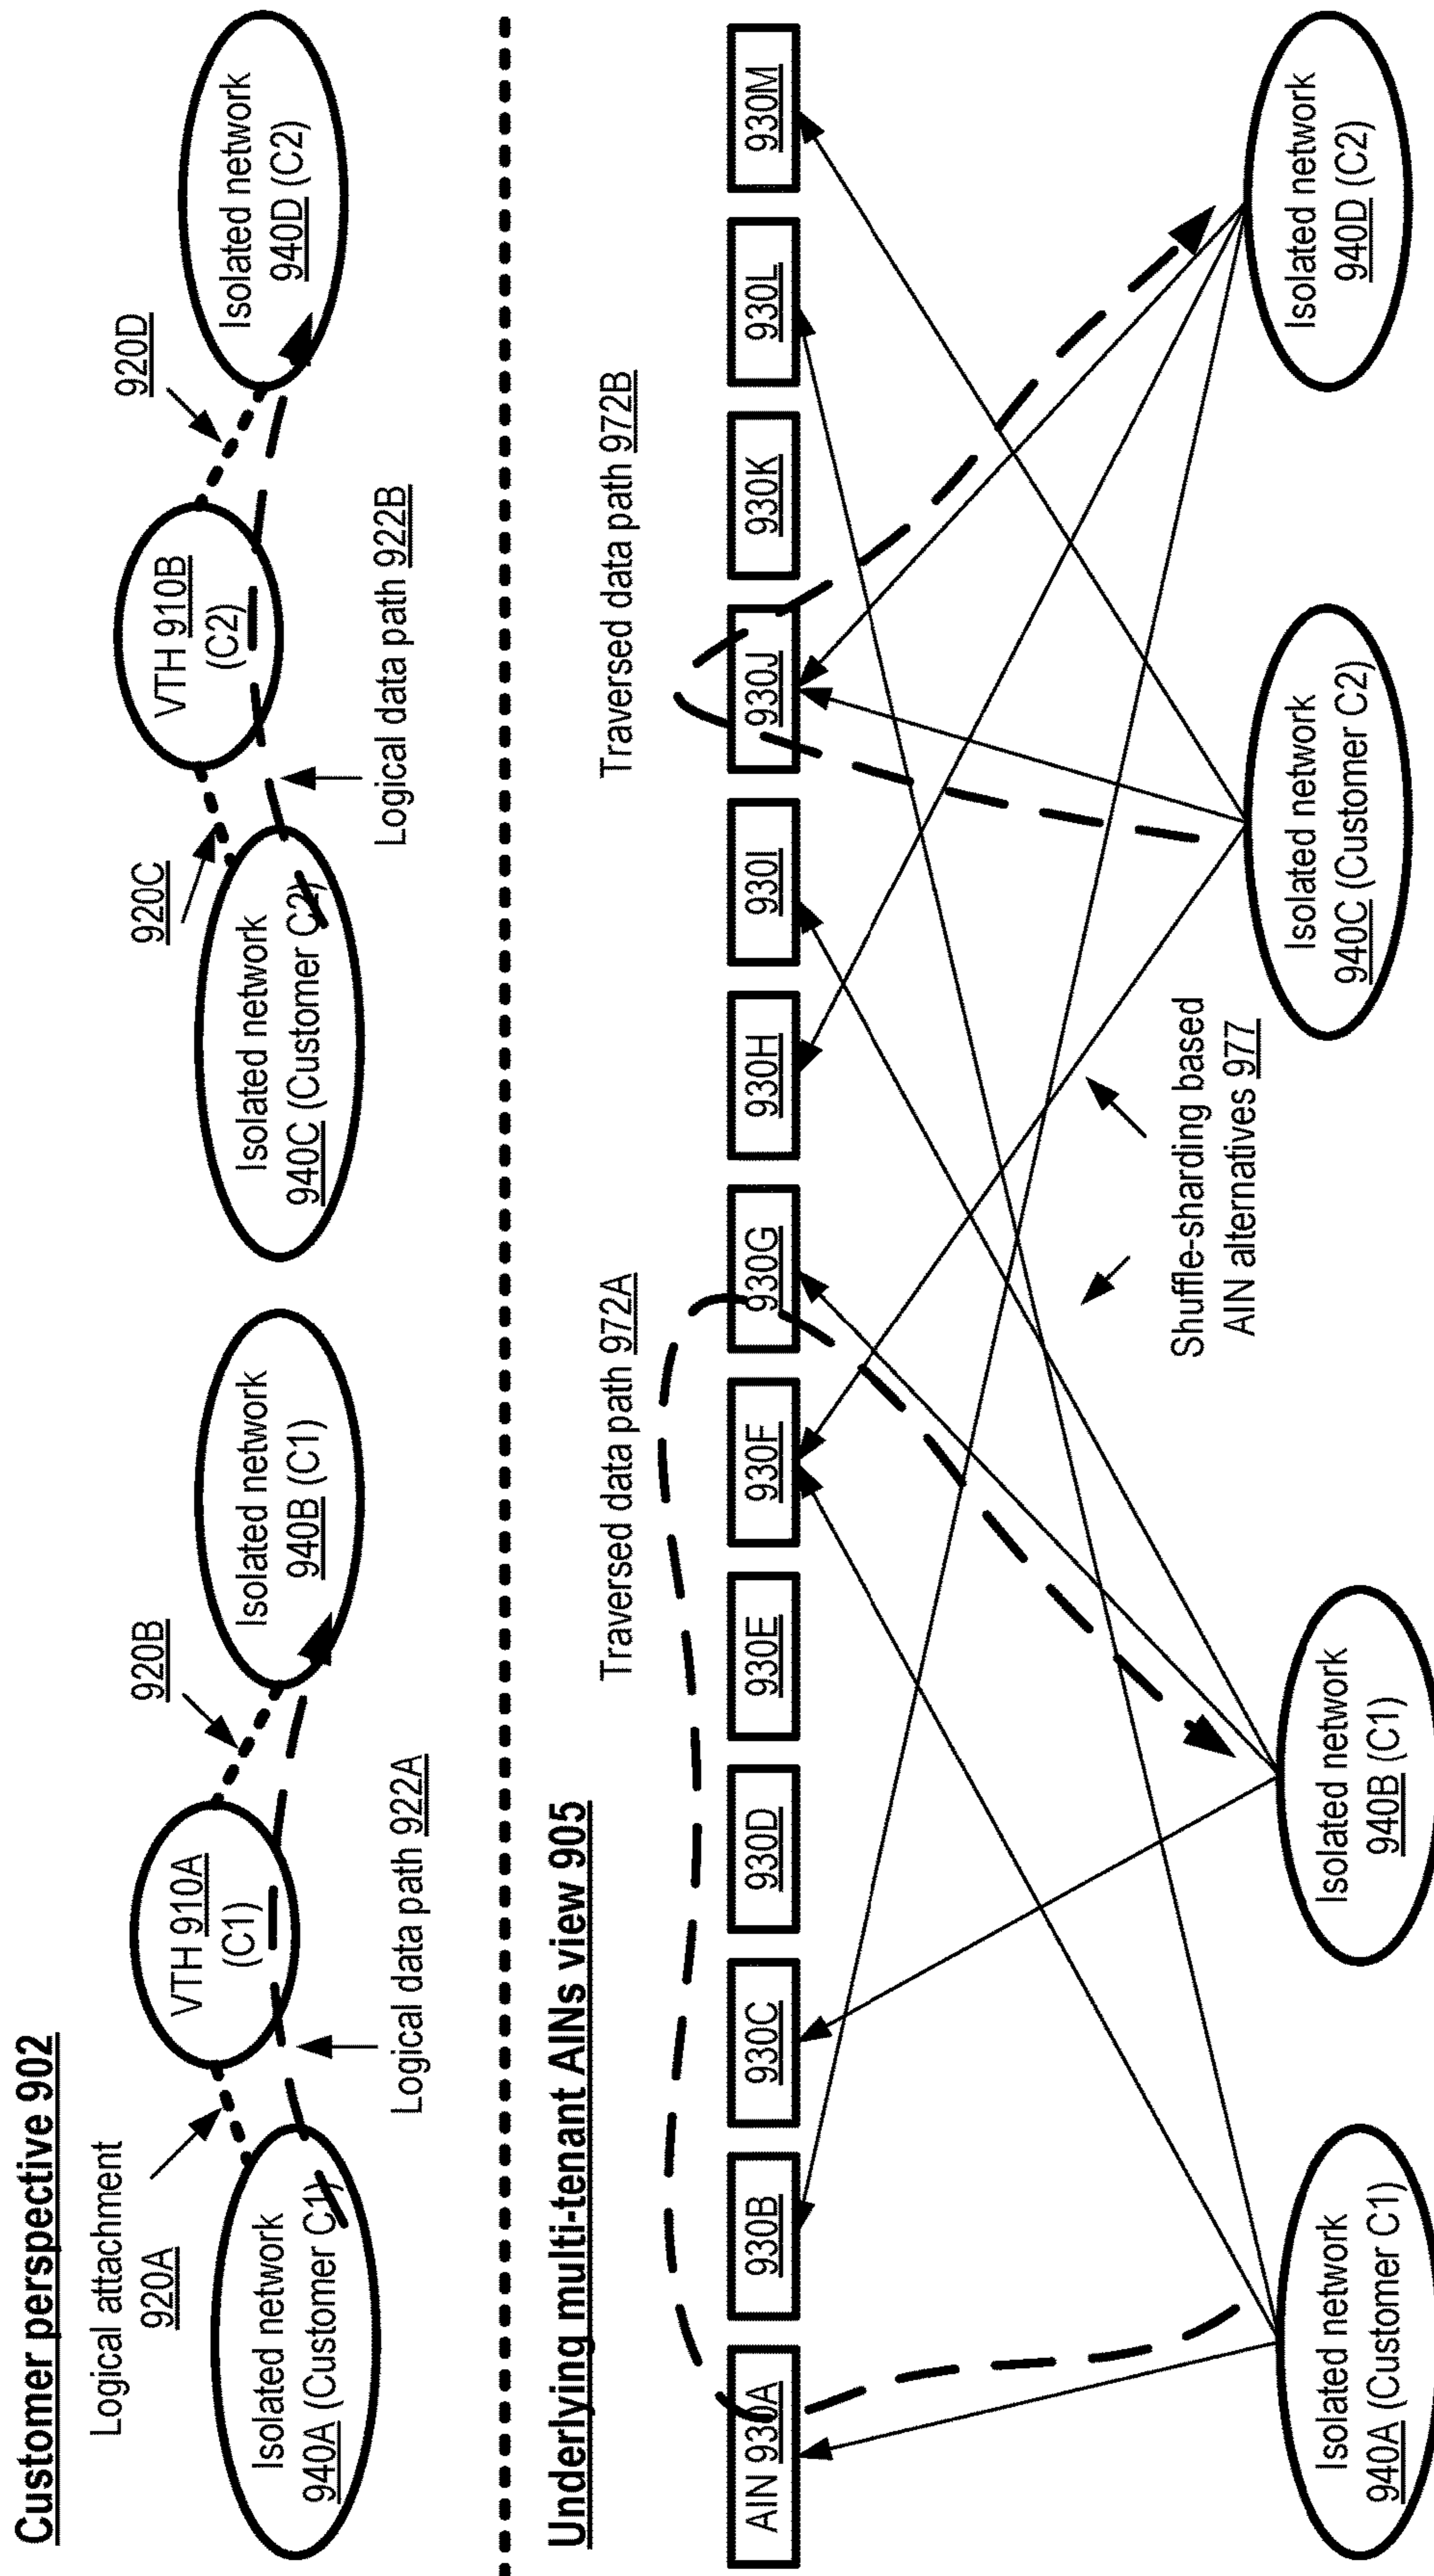 Customer perspective 902
Logical attachment
920A
920B
920C
920D
Isolated network
940A (Customer C1)
VTH 910A
(C1)
Isolated network
940B (C1)
Isolated network
940C (Customer C2)
VTH 910B
(C2)
Isolated network
940D (C2)
Logical data path 922A
Logical data path 922B
Underlying multi-tenant AINs view 905
Traversed data path 972A
Traversed data path 972B
AIN 930A
930B
930C
930D
930E
930F
930G
930H
930I
930J
930K
930L
930M
Shuffle-sharding based
AIN alternatives 977
Isolated network
940A (Customer C1)
Isolated network
940B (C1)
Isolated network
940C (Customer C2)
Isolated network
940D (C2)